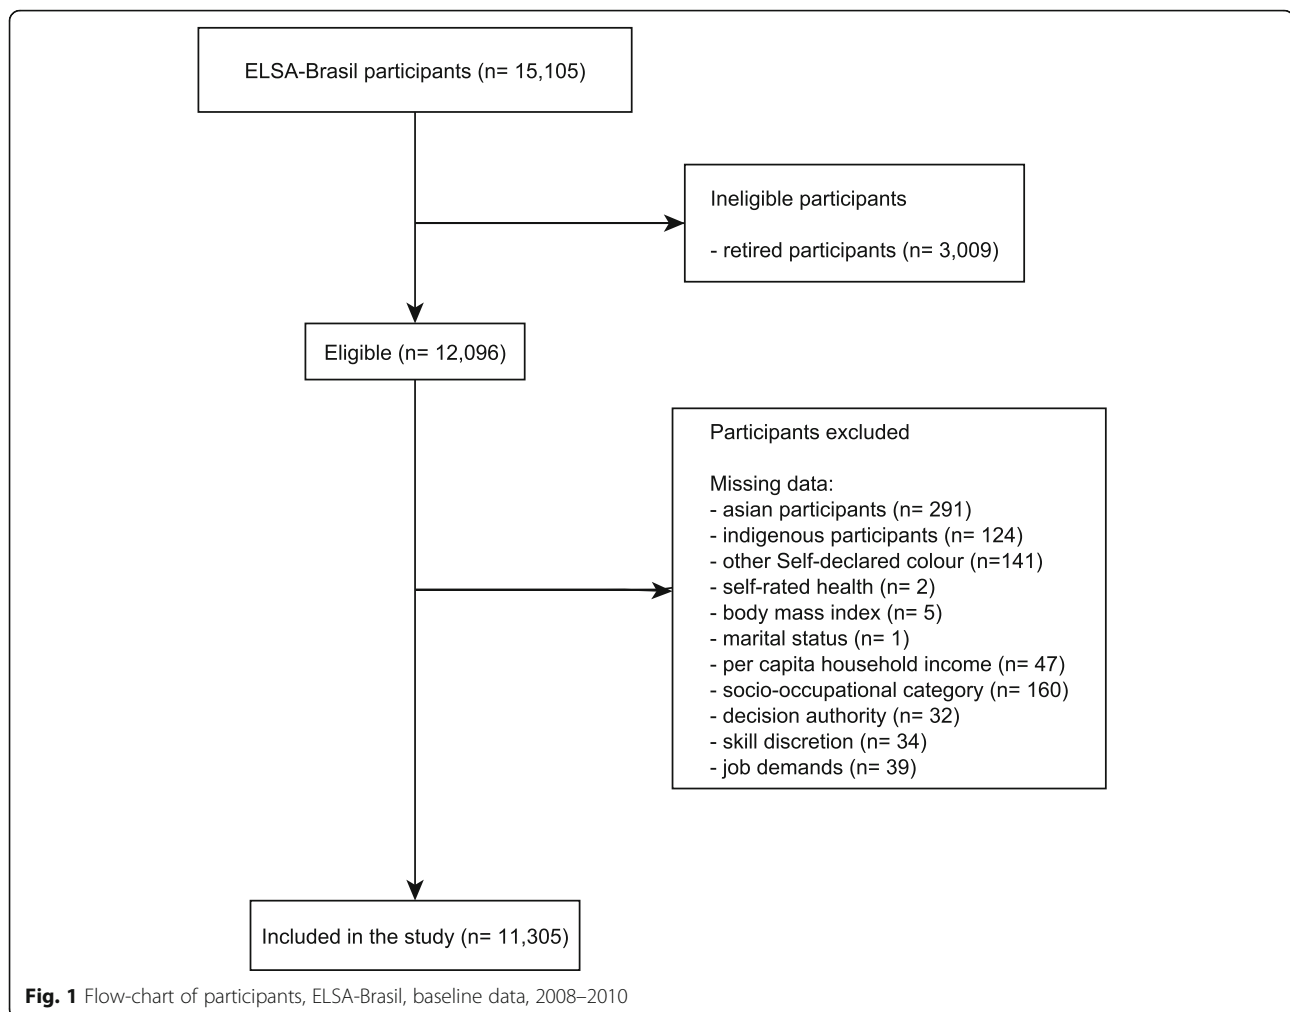 ELSA-Brasil participants (n= 15,105)
Ineligible participants
- retired participants (n= 3,009)
Eligible (n= 12,096)
Participants excluded
Missing data:
- asian participants (n= 291)
- indigenous participants (n= 124)
- other Self-declared colour (n=141)
- self-rated health (n= 2)
- body mass index (n= 5)
- marital status (n= 1)
- per capita household income (n= 47)
- socio-occupational category (n= 160)
- decision authority (n= 32)
- skill discretion (n= 34)
- job demands (n= 39)
Included in the study (n= 11,305)
Fig. 1 Flow-chart of participants, ELSA-Brasil, baseline data, 2008–2010